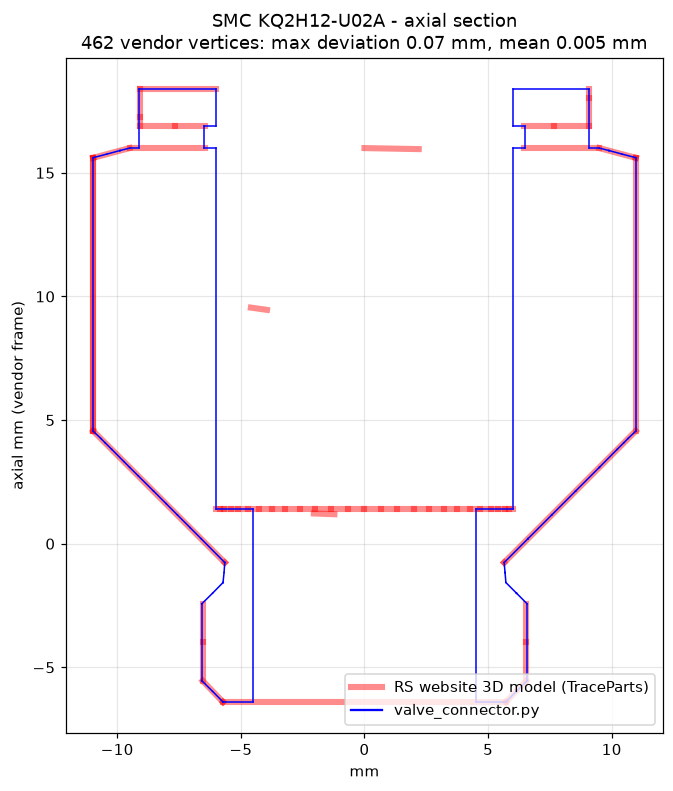 SMC KQ2H12-U02A - axial section
462 vendor vertices: max deviation 0.07 mm, mean 0.005 mm
axial mm (vendor frame)
15
10
5
0
−5
RS website 3D model (TraceParts)
valve_connector.py
−10
−5
0
5
10
mm